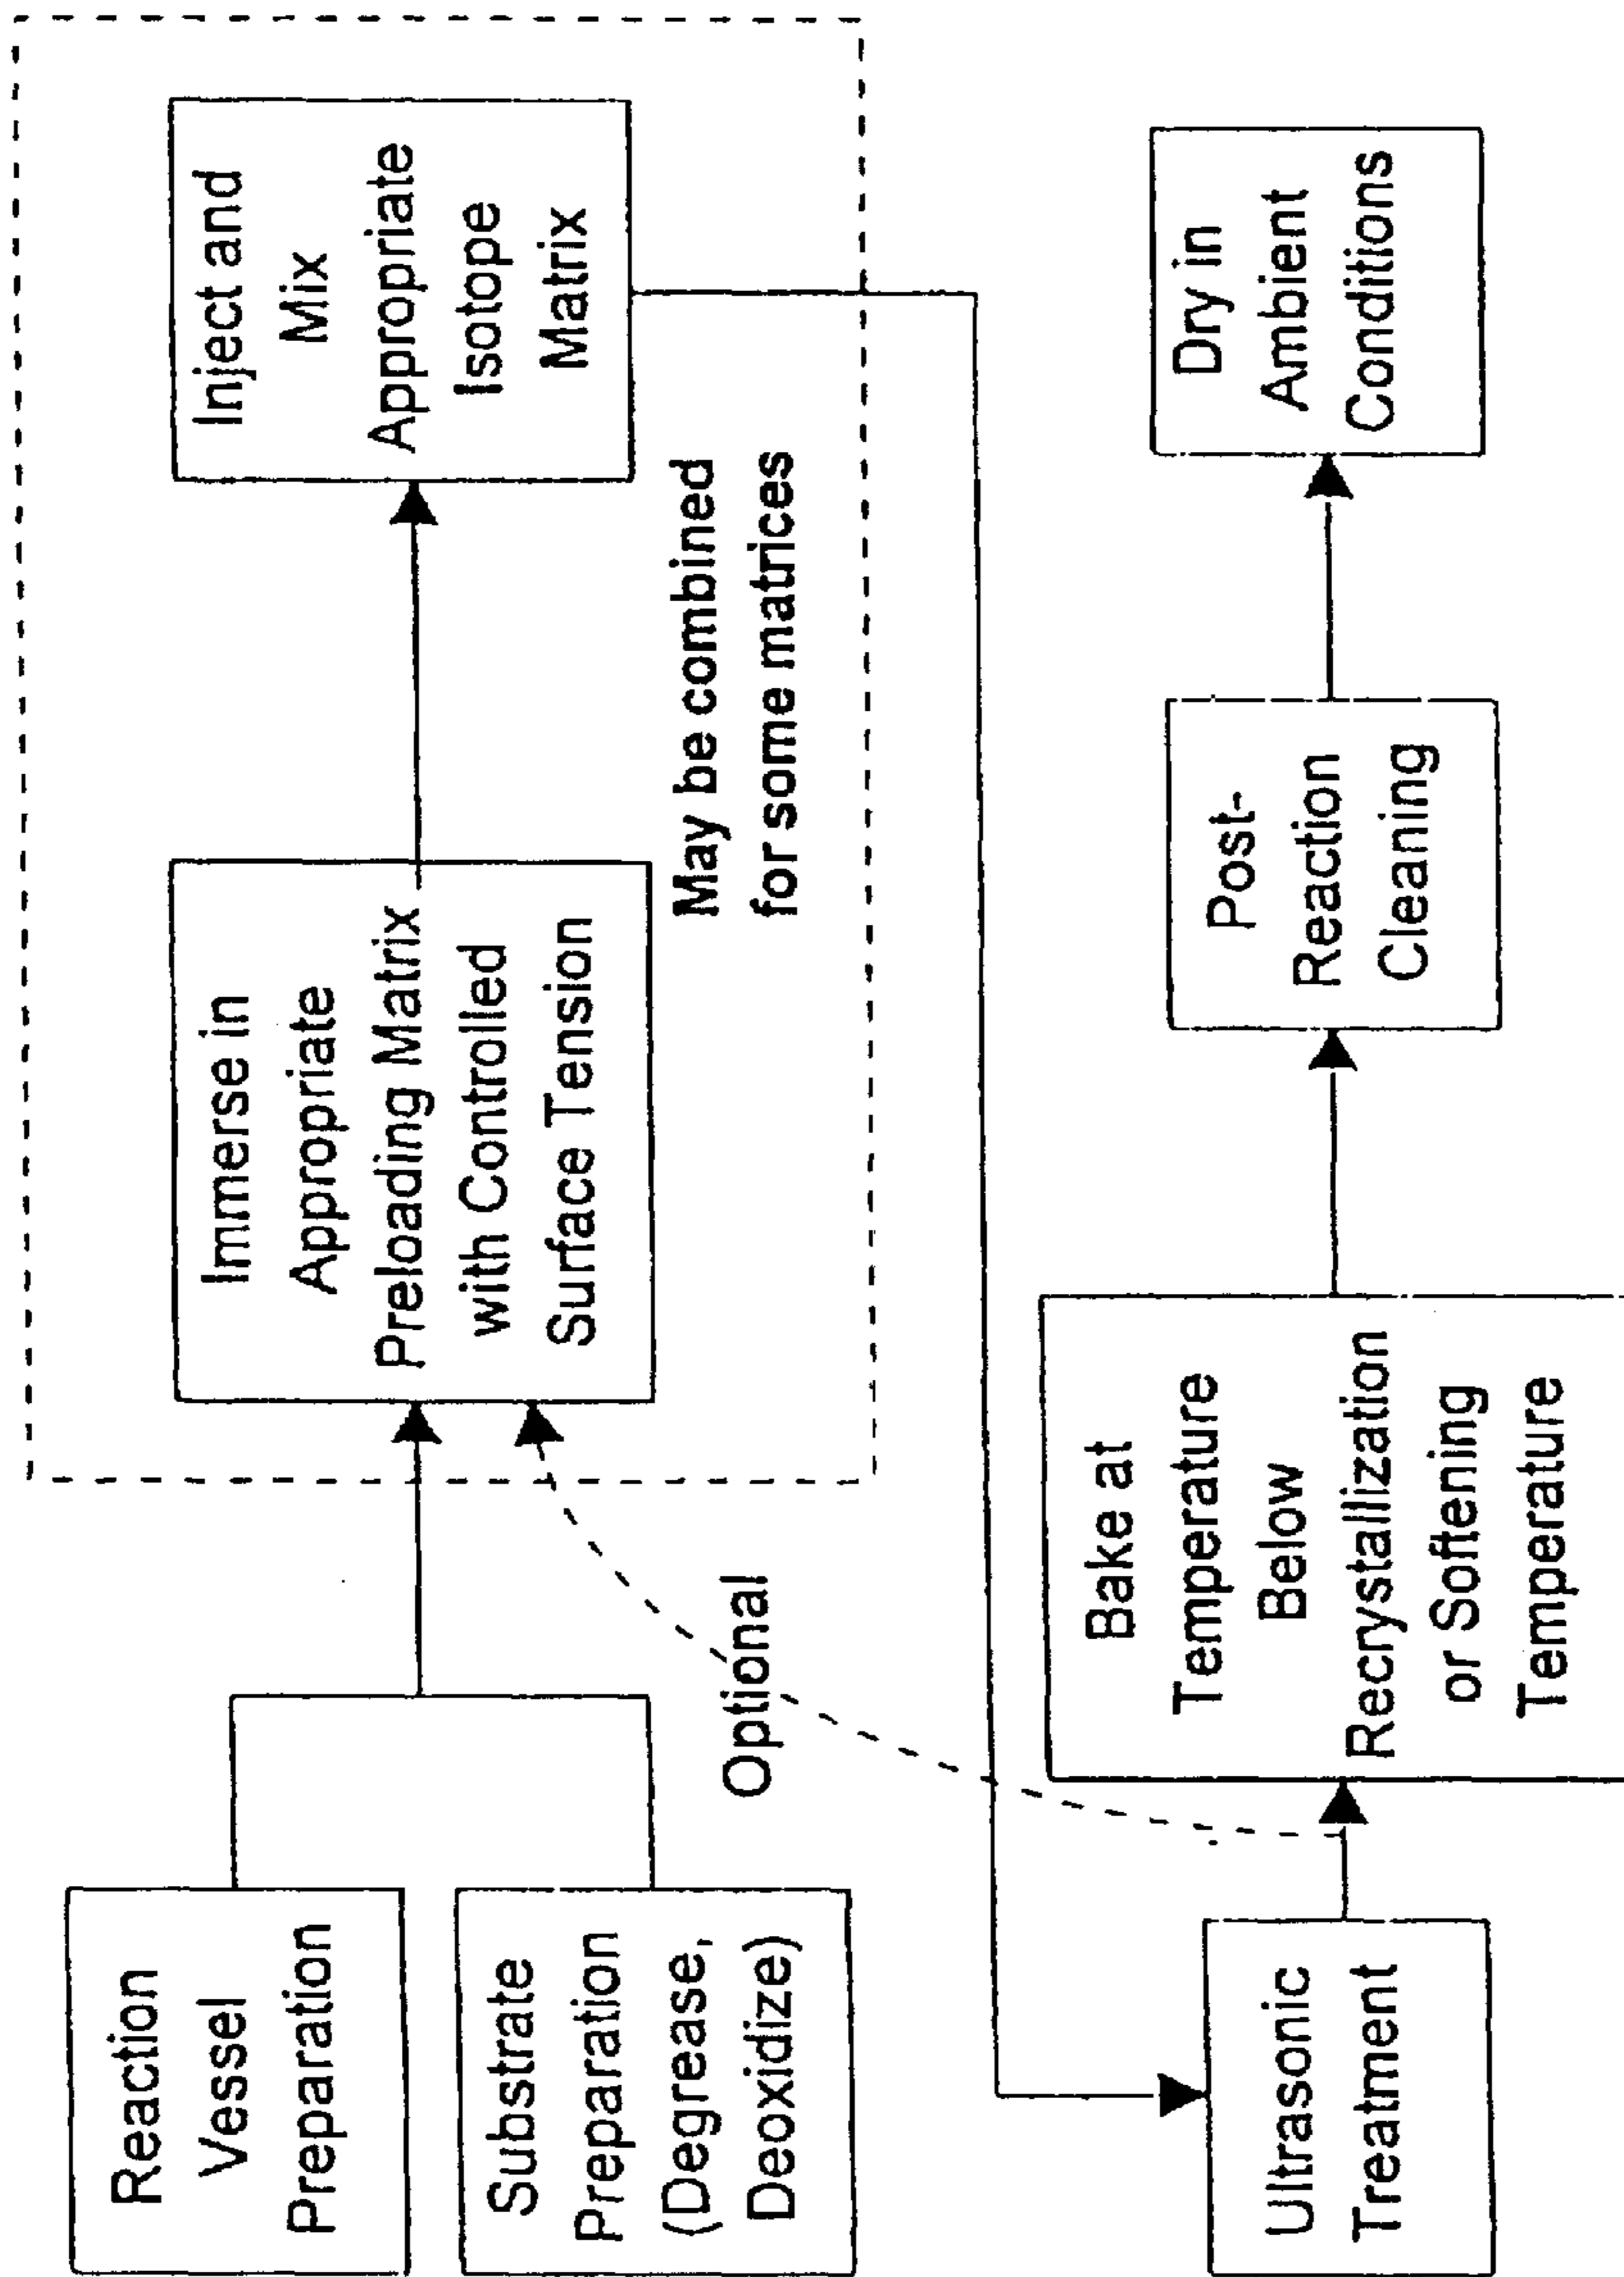 Reaction
Vessel
Preparation
Substrate
Preparation
(Degrease,
Deoxidize)
Immerse in
Appropriate
Preloading Matrix
with Controlled
Surface Tension
Inject and
Mix
Appropriate
Isotope
Matrix
May be combined
for some matrices
Optional
Ultrasonic
Treatment
Bake at
Temperature
Below
Recrystallization
or Softening
Temperature
Post-
Reaction
Cleaning
Dry in
Ambient
Conditions